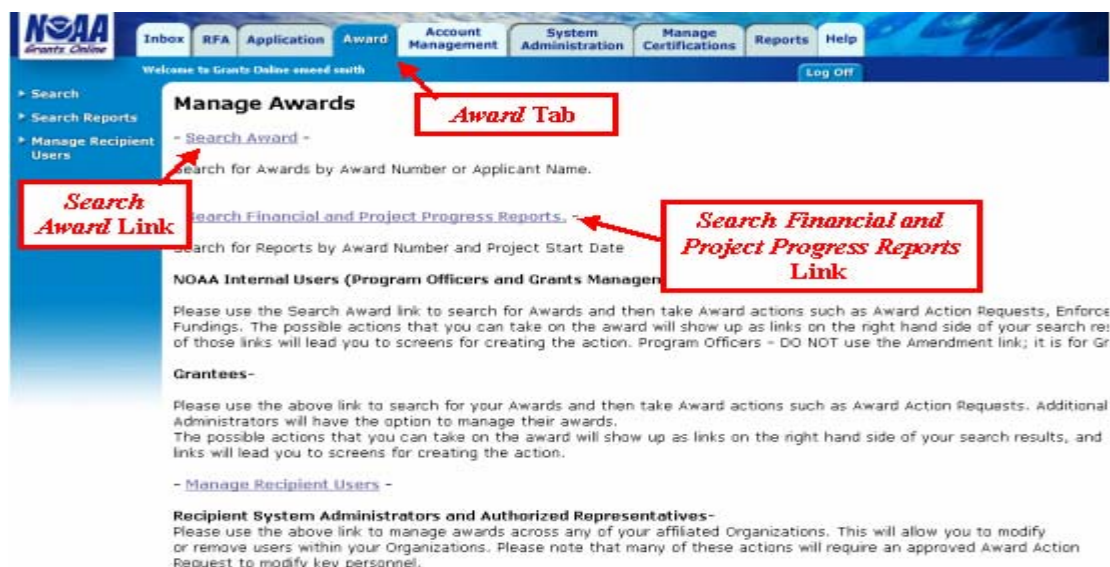 NOAA
Grants Online
Inbox RFA Application Award Account Management System Administration Manage Certifications Reports Help
Welcome to Grants Online emeed smith
Log Off
Search
Search Reports
Manage Recipient Users
Manage Awards
Award Tab
- Search Award -
Search for Awards by Award Number or Applicant Name.
Search Award Link
Search Financial and Project Progress Reports. -
Search Financial and Project Progress Reports Link
Search for Reports by Award Number and Project Start Date
NOAA Internal Users (Program Officers and Grants Managem
Please use the Search Award link to search for Awards and then take Award actions such as Award Action Requests, Enforce
Fundings. The possible actions that you can take on the award will show up as links on the right hand side of your search res
of those links will lead you to screens for creating the action. Program Officers - DO NOT use the Amendment link; it is for Gr
Grantees-
Please use the above link to search for your Awards and then take Award actions such as Award Action Requests. Additional
Administrators will have the option to manage their awards.
The possible actions that you can take on the award will show up as links on the right hand side of your search results, and
links will lead you to screens for creating the action.
- Manage Recipient Users -
Recipient System Administrators and Authorized Representatives-
Please use the above link to manage awards across any of your affiliated Organizations. This will allow you to modify
or remove users within your Organizations. Please note that many of these actions will require an approved Award Action
Request to modify key personnel.